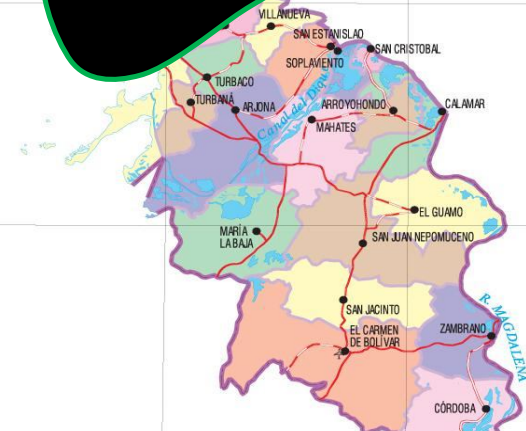 VILLANUEVA
SAN ESTANISLAO
SAN CRISTOBAL
SOPLAVIENTO
TURBACO
TURBANÁ
ARJONA
Canal del Dique
ARROYOHONDO
CALAMAR
MAHATES
EL GUAMO
MARÍA
LA BAJA
SAN JUAN NEPOMUCENO
SAN JACINTO
R. MAGDALENA
EL CARMEN
DE BOLÍVAR
ZAMBRANO
CÓRDOBA